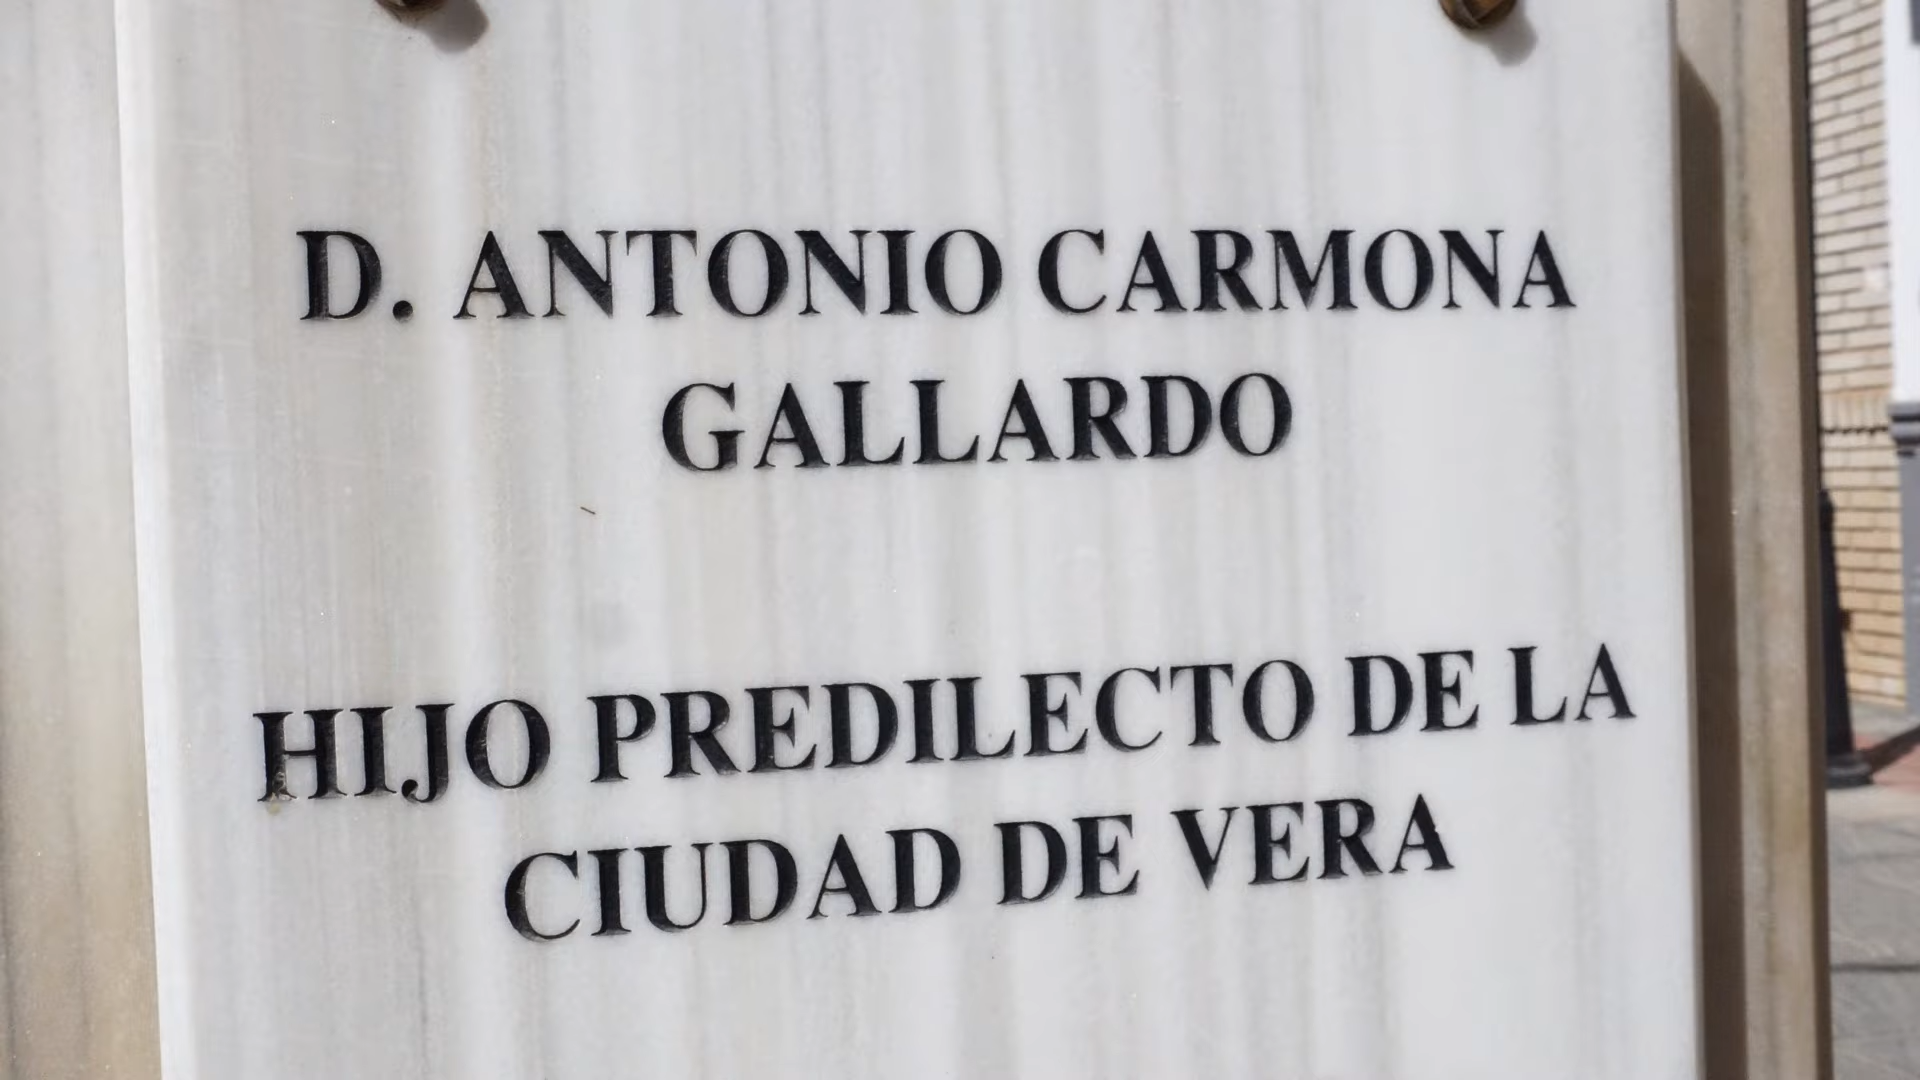 D. ANTONIO CARMONA
GALLARDO
HIJO PREDILECTO DE LA
CIUDAD DE VERA